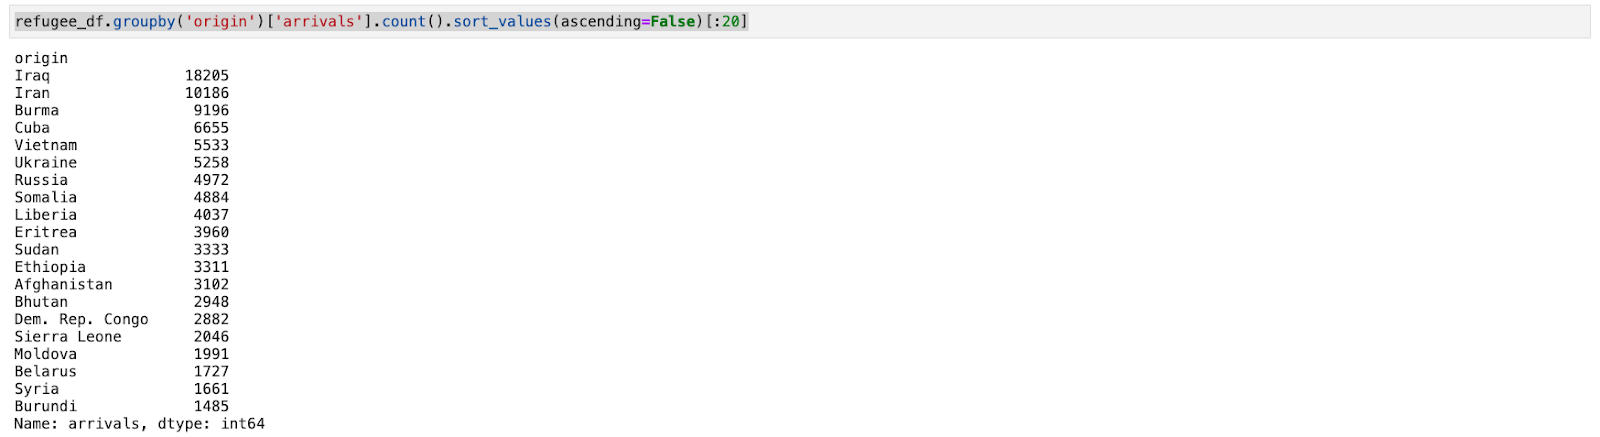 refugee_df.groupby('origin')['arrivals'].count().sort_values(ascending=False)[:20]
origin
Iraq 18205
Iran 10186
Burma 9196
Cuba 6655
Vietnam 5533
Ukraine 5258
Russia 4972
Somalia 4884
Liberia 4037
Eritrea 3960
Sudan 3333
Ethiopia 3311
Afghanistan 3102
Bhutan 2948
Dem. Rep. Congo 2882
Sierra Leone 2046
Moldova 1991
Belarus 1727
Syria 1661
Burundi 1485
Name: arrivals, dtype: int64